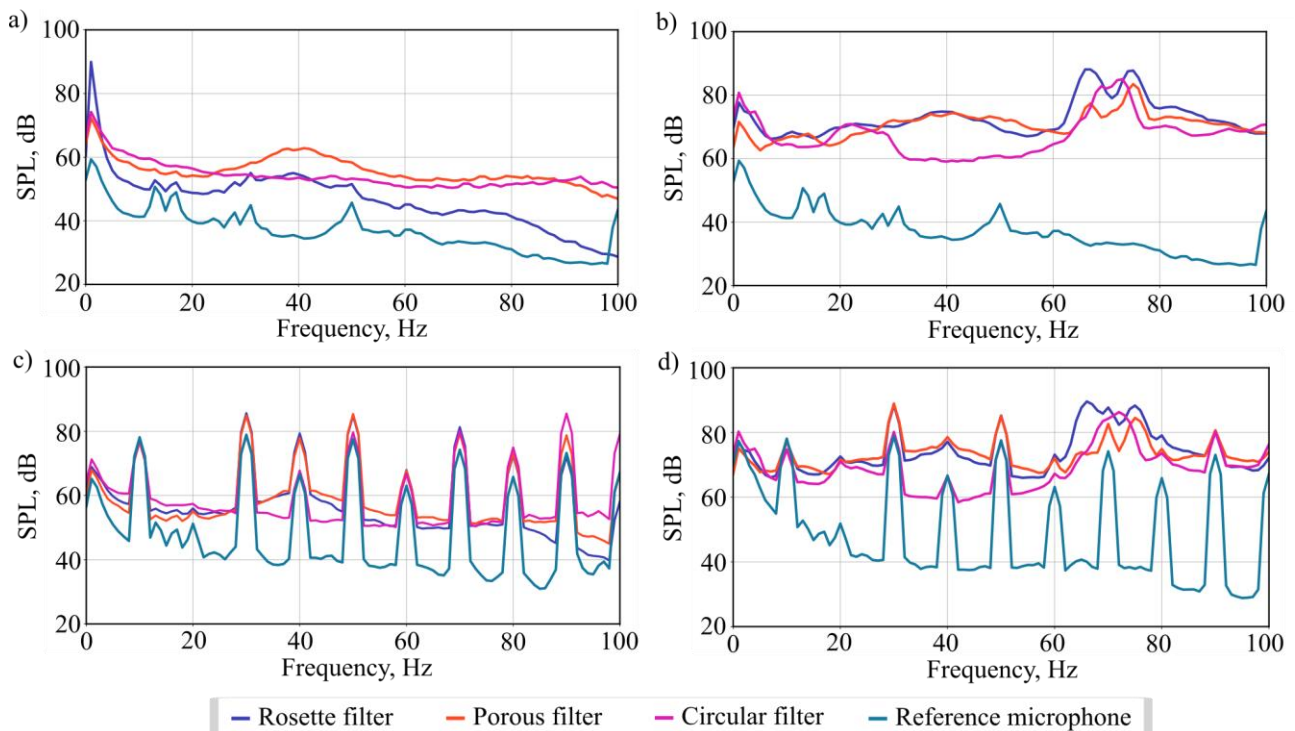 a)
100
80
60
40
20
SPL, dB
0 20 40 60 80 100
Frequency, Hz
b)
100
80
60
40
20
SPL, dB
0 20 40 60 80 100
Frequency, Hz
c)
100
80
60
40
20
SPL, dB
0 20 40 60 80 100
Frequency, Hz
d)
100
80
60
40
20
SPL, dB
0 20 40 60 80 100
Frequency, Hz
Rosette filter Porous filter Circular filter Reference microphone